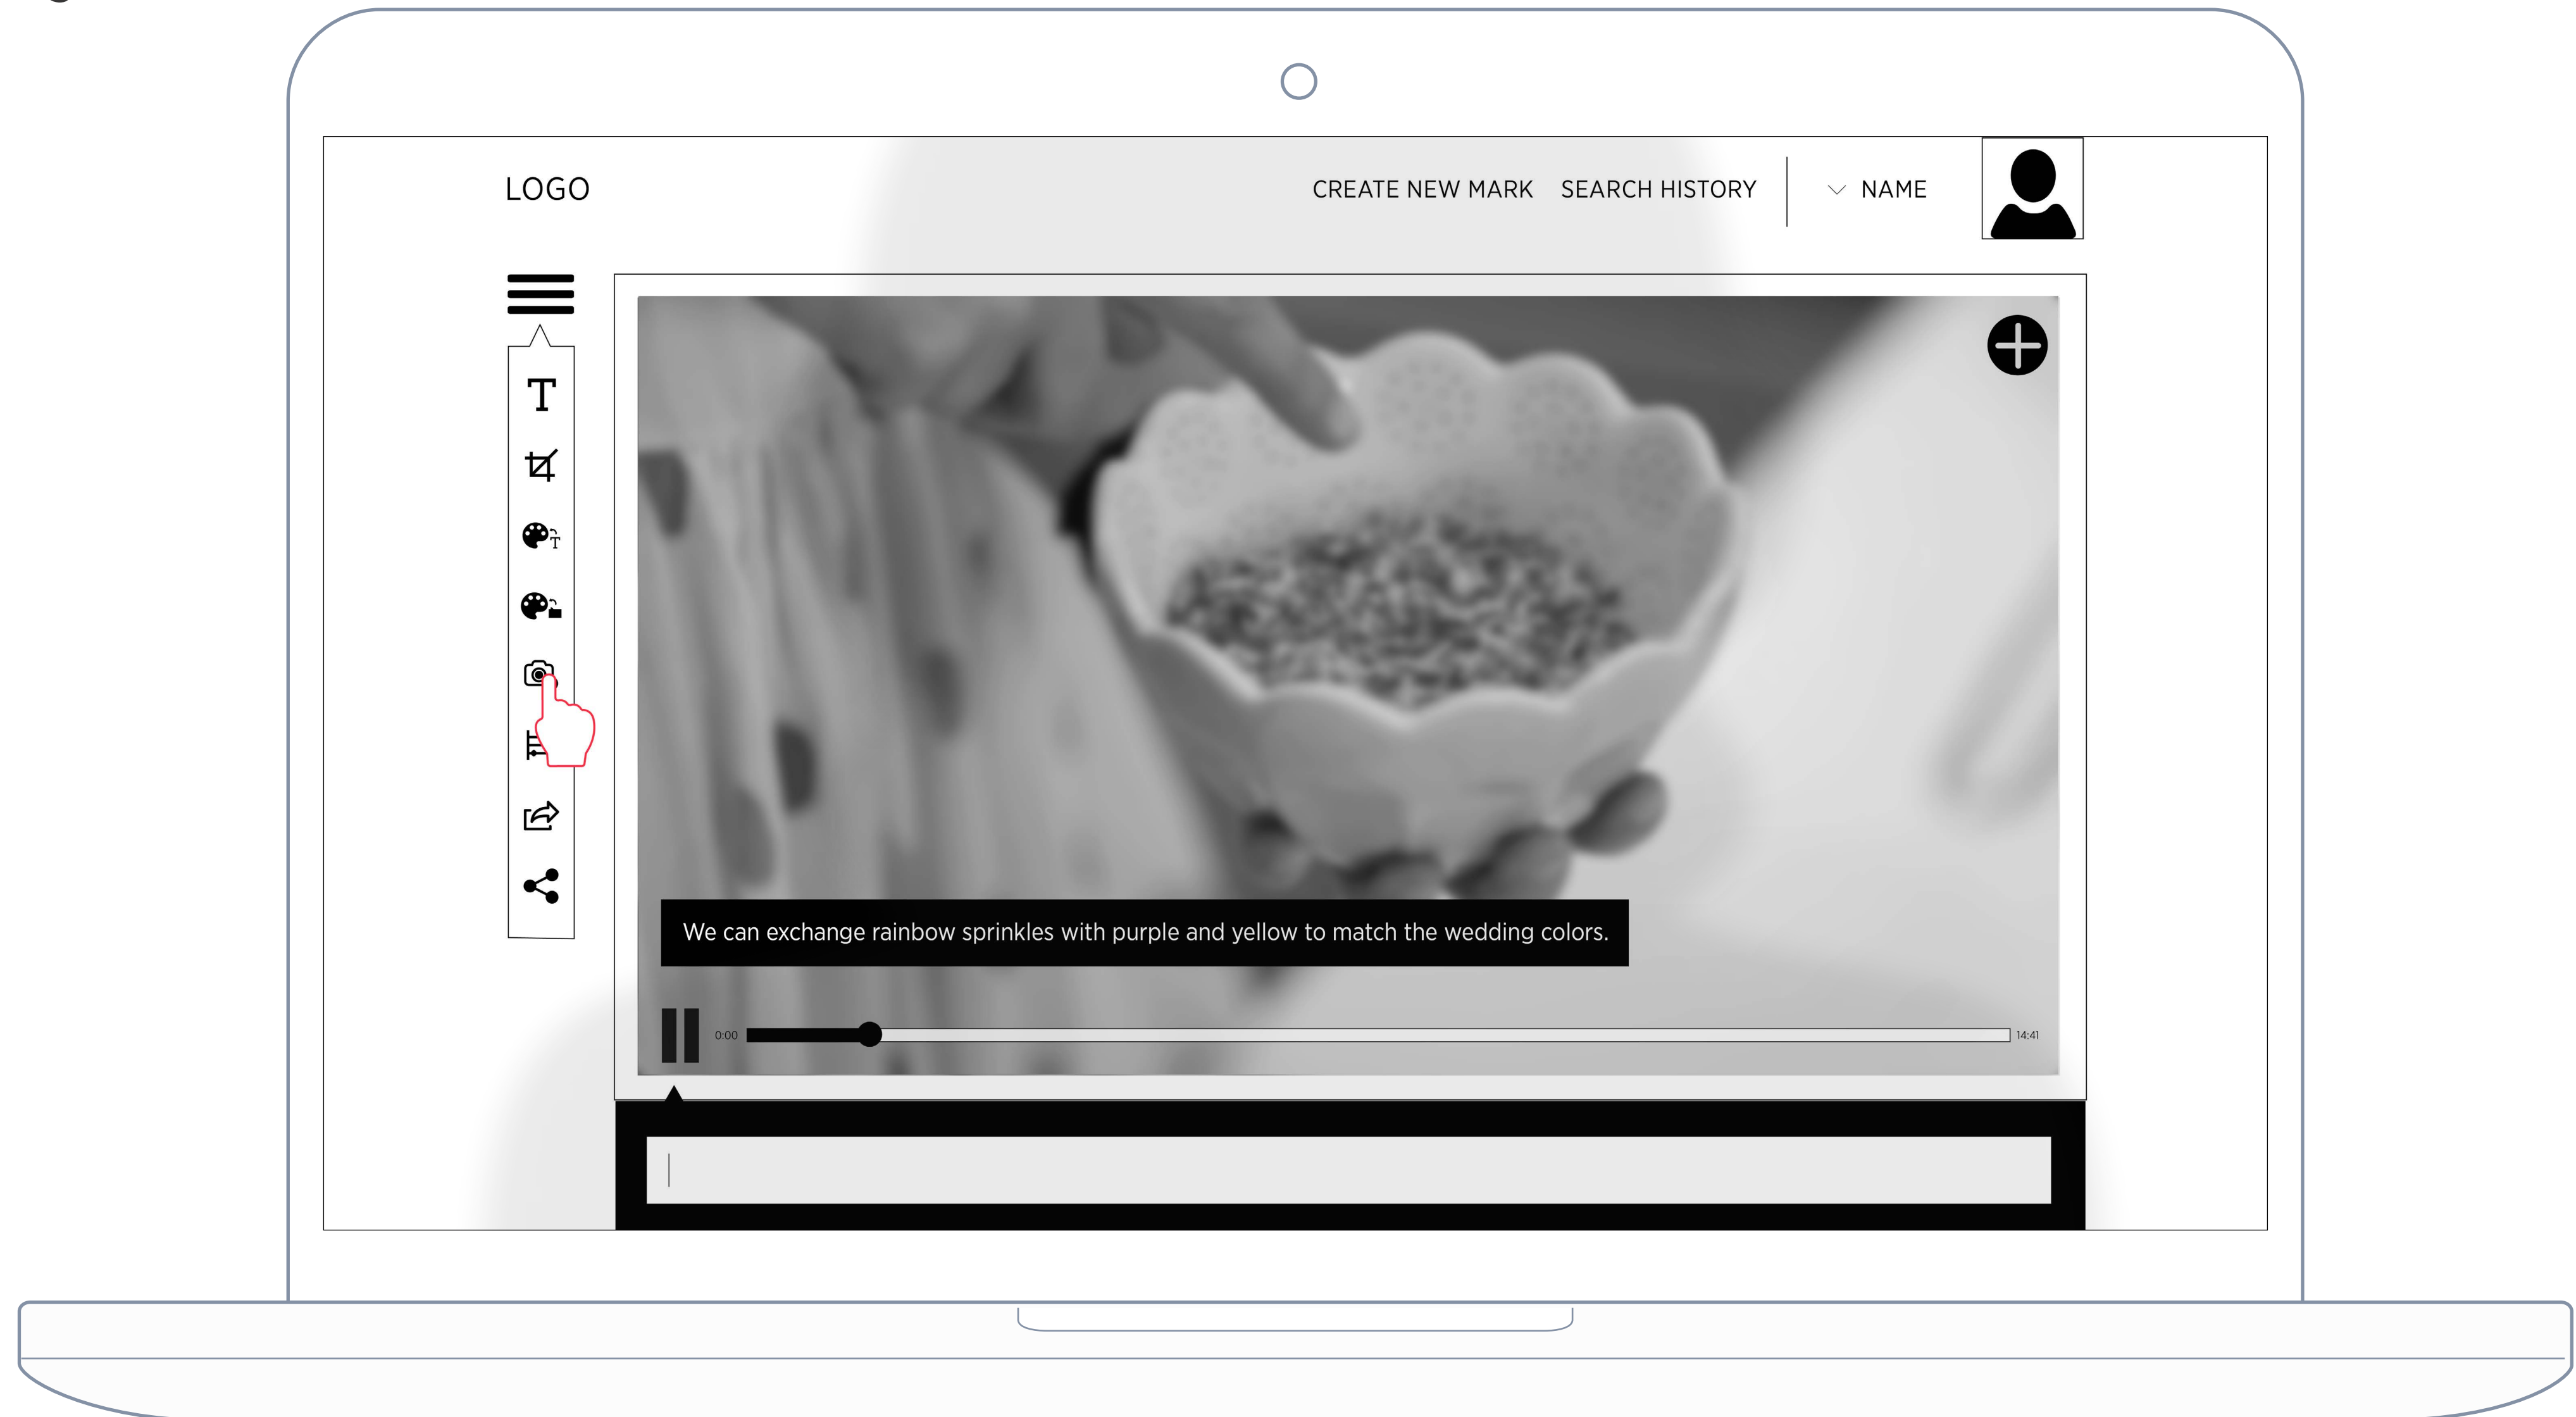 LOGO
CREATE NEW MARK SEARCH HISTORY NAME
T
T
We can exchange rainbow sprinkles with purple and yellow to match the wedding colors.
0:00 14:41